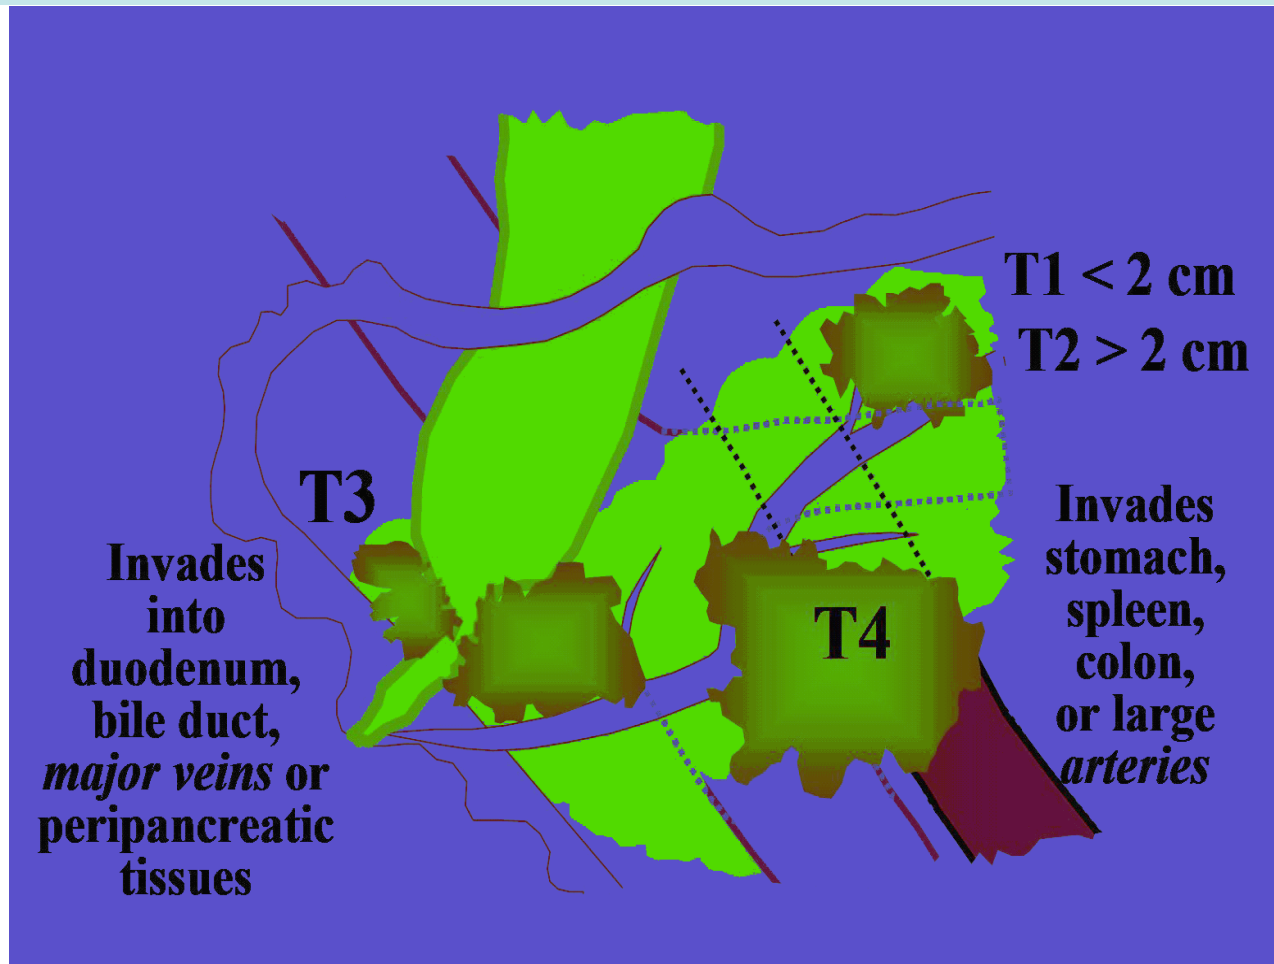 T1 < 2 cm
T2 > 2 cm
T3
Invades
into
duodenum,
bile duct,
major veins or
peripancreatic
tissues
T4
Invades
stomach,
spleen,
colon,
or large
arteries